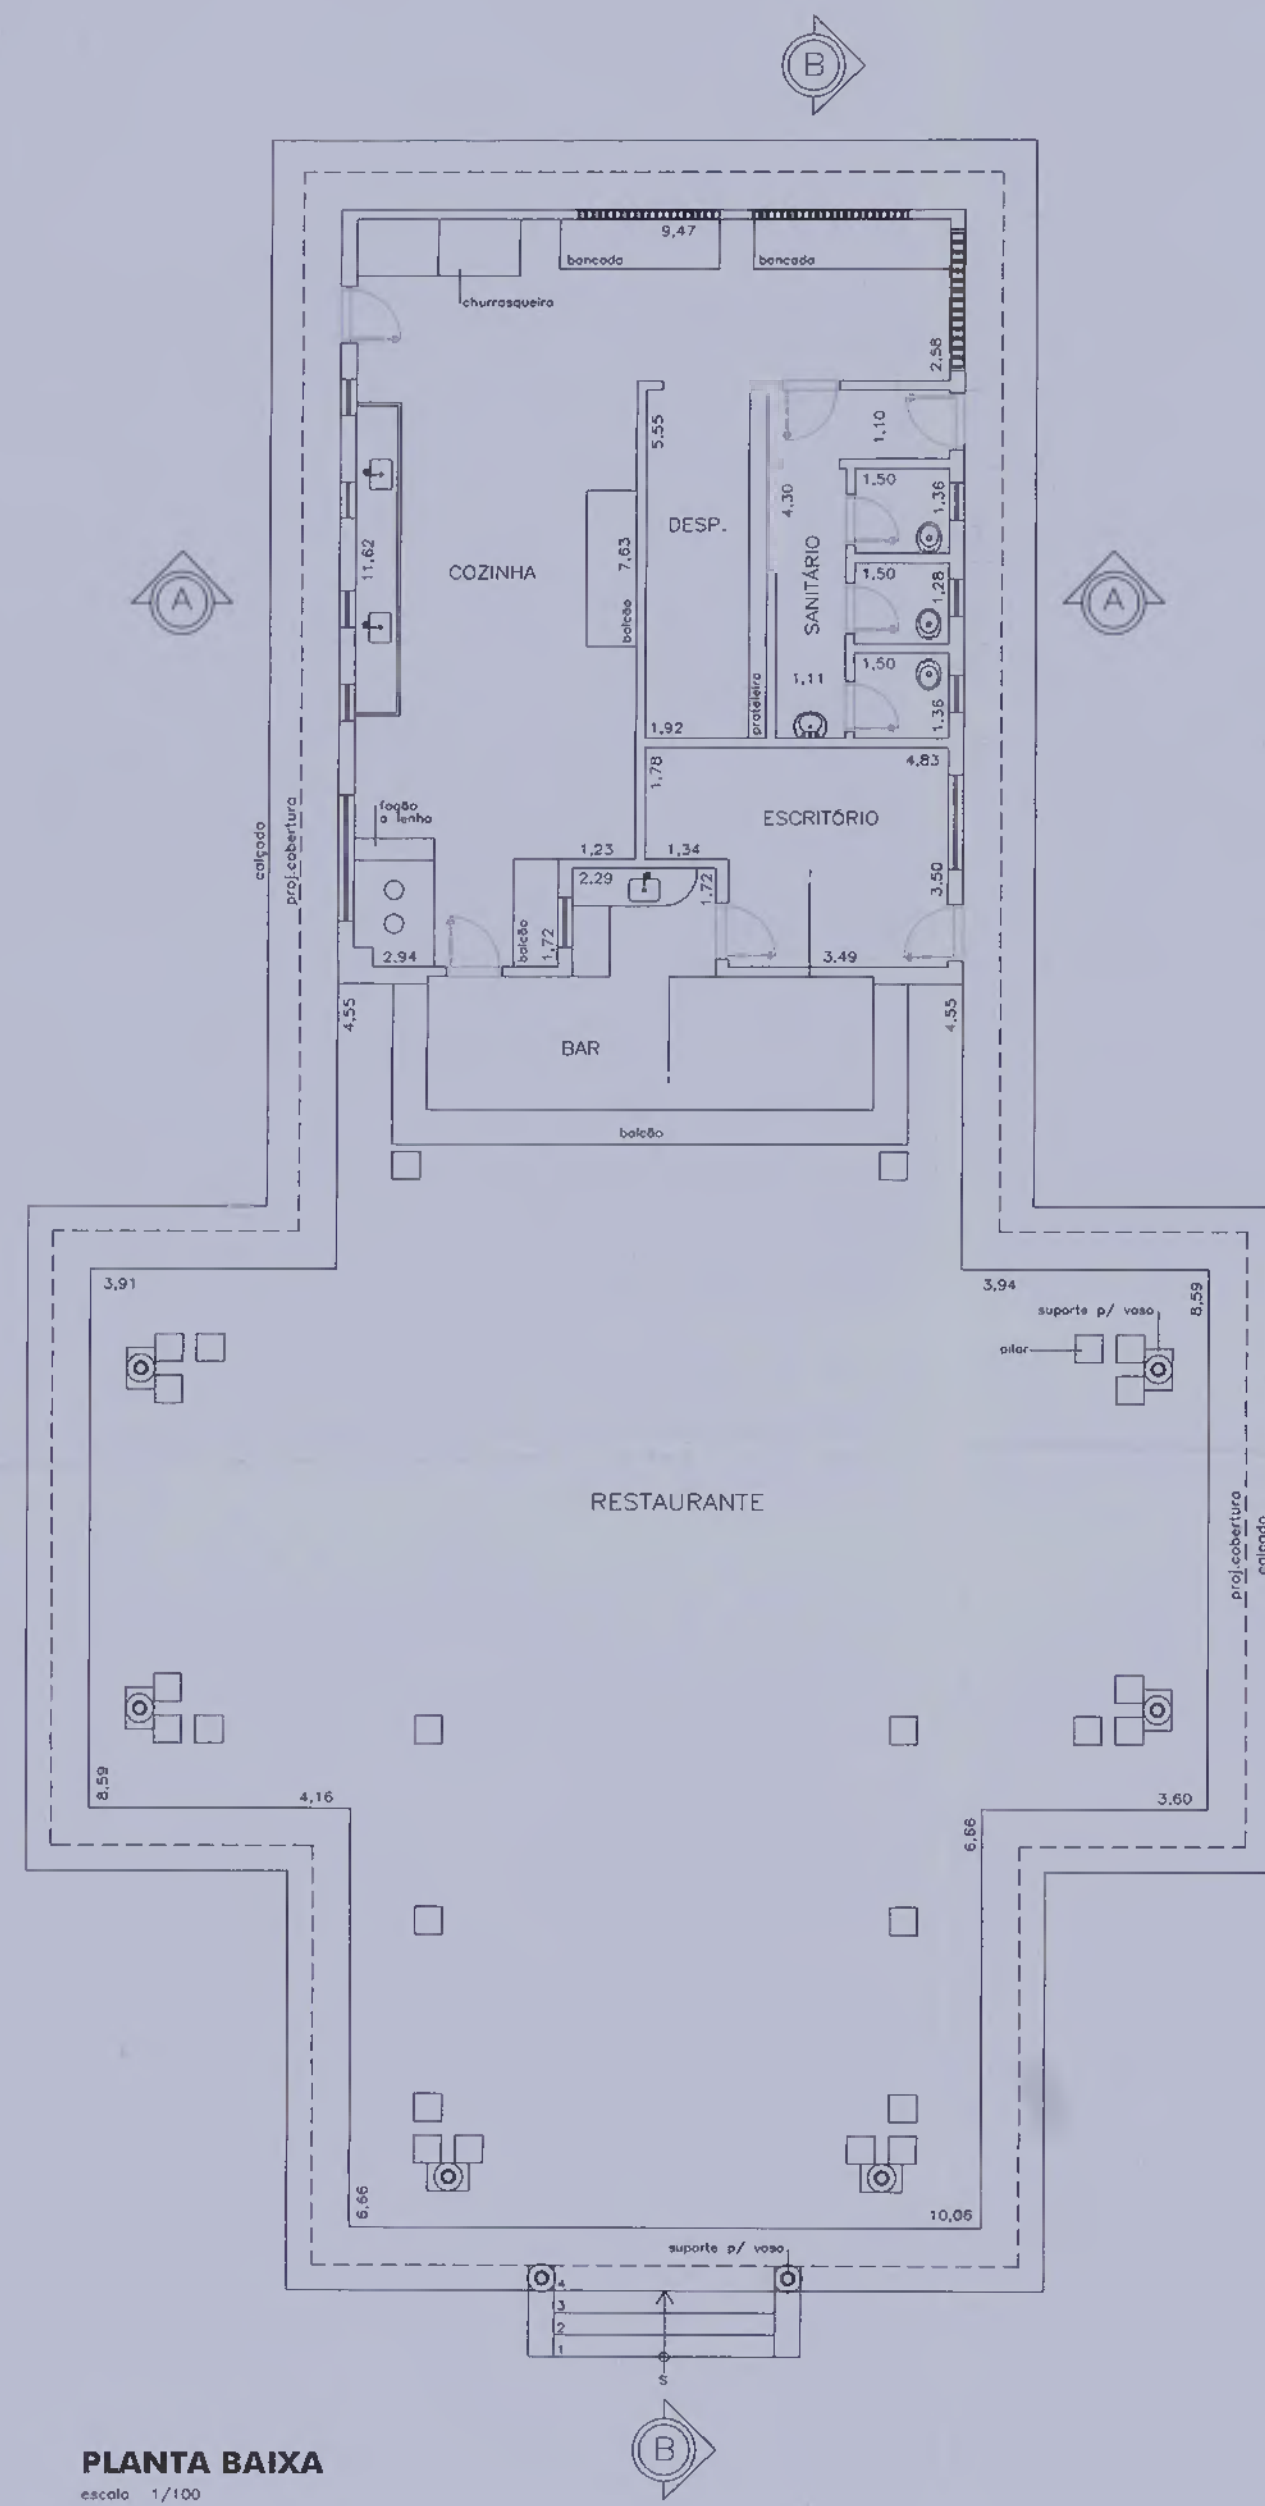 B
9,47
bancada
bancada
churrasqueira
2,58
5.55
1,10
1,50
1,36
4,30
DESP.
SANITÁRIO
11,62
COZINHA
7,63
balcão
1,50
1,28
A
A
1,50
1,11
1.36
prateleira
1,92
1,78
4,83
ESCRITÓRIO
fogão
a lenha
calçada
proj.cobertura
1,23
1,34
2.29
1,72
3.50
balcão
1,72
2.94
3.49
4,55
4.55
BAR
balcão
3,91
3,94
8,59
suporte p/ vaso
pilar
RESTAURANTE
proj.cobertura
calçada
8,59
4,16
3.60
6,66
6,66
10,06
suporte p/ vaso
4
3
2
1
S
B
PLANTA BAIXA
escala 1/100